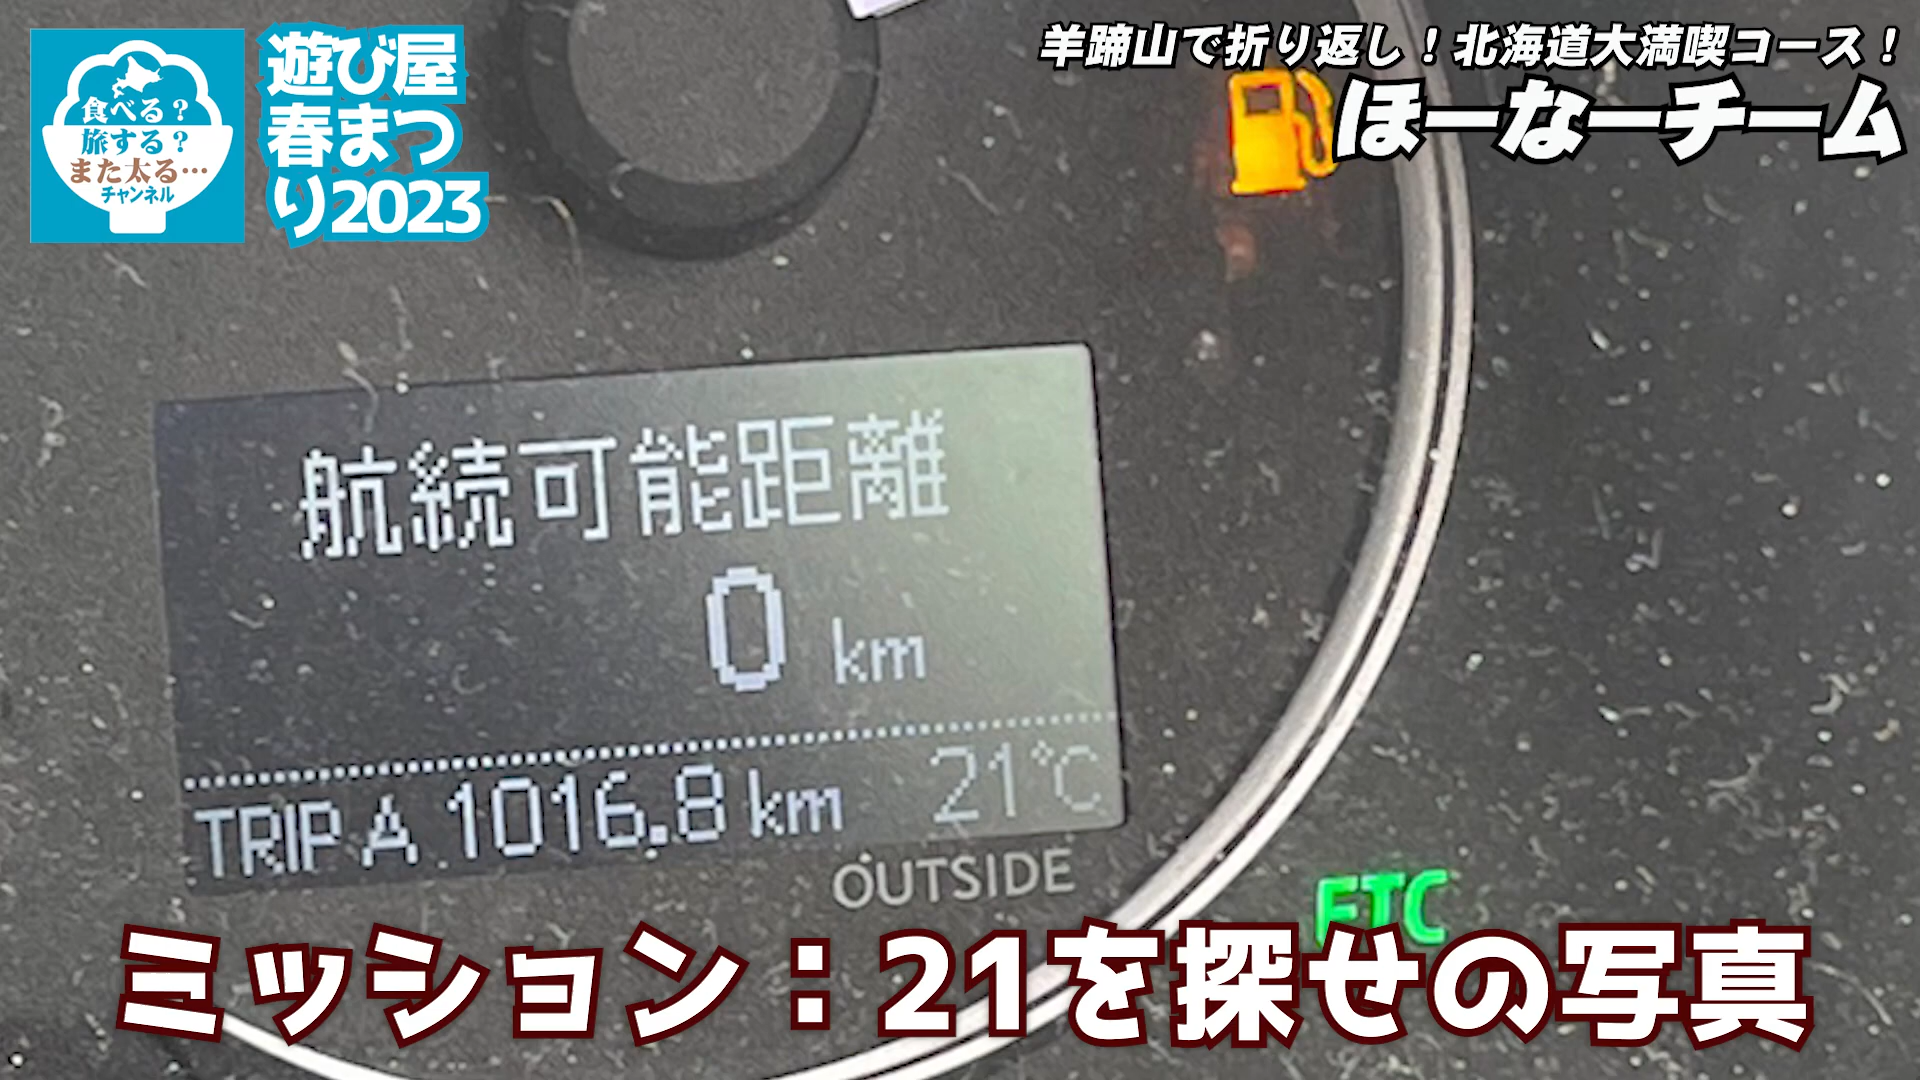 食べる？
旅する？
また太る…
チャンネル
遊び屋
春まつ
り2023
羊蹄山で折り返し！北海道大満喫コース！
ほーなーチーム
航続可能距離
0 km
TRIP A 1016.8 km 21℃
OUTSIDE
ETC
ミッション：21を探せの写真